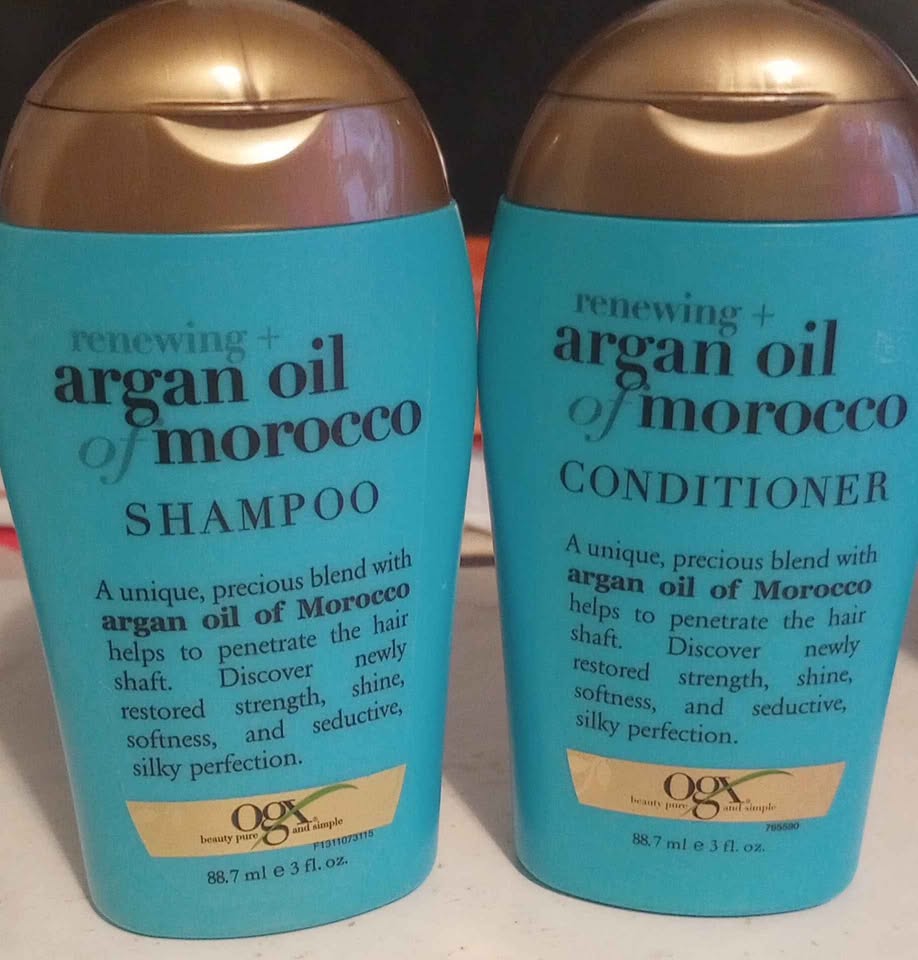 renewing +
argan oil
of morocco
SHAMPOO
A unique, precious blend with
argan oil of Morocco
helps to penetrate the hair
shaft. Discover newly
restored strength, shine,
softness, and seductive,
silky perfection.
Ogx®
beauty pure and simple
F1311073115
88.7 ml e 3 fl. oz.
renewing +
argan oil
of morocco
CONDITIONER
A unique, precious blend with
argan oil of Morocco
helps to penetrate the hair
shaft. Discover newly
restored strength, shine,
softness, and seductive,
silky perfection.
Ogx®
beauty pure and simple
765590
88.7 ml e 3 fl. oz.